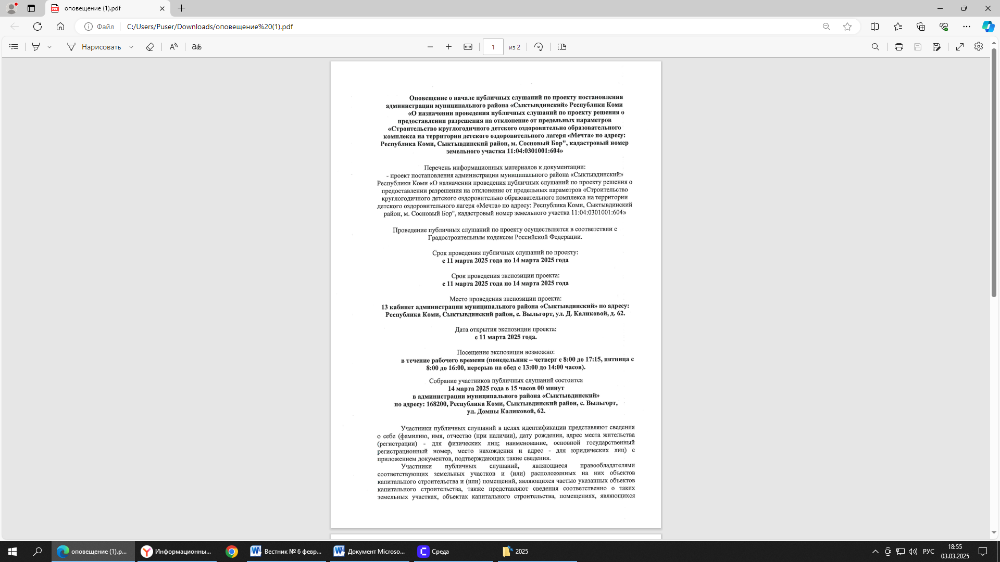 оповещение (1).pdf
Файл
C:/Users/Puser/Downloads/оповещение%20(1).pdf
Нарисовать
1
из 2
Оповещение о начале публичных слушаний по проекту постановления
администрации муниципального района «Сыктывдинский» Республики Коми
«О назначении проведения публичных слушаний по проекту решения о
предоставлении разрешения на отклонение от предельных параметров
«Строительство круглогодичного детского оздоровительно образовательного
комплекса на территории детского оздоровительного лагеря «Мечта» по адресу:
Республика Коми, Сыктывдинский район, м. Сосновый Бор", кадастровый номер
земельного участка 11:04:0301001:604»
Перечень информационных материалов к документации:
- проект постановления администрации муниципального района «Сыктывдинский»
Республики Коми «О назначении проведения публичных слушаний по проекту решения о
предоставлении разрешения на отклонение от предельных параметров «Строительство
круглогодичного детского оздоровительно образовательного комплекса на территории
детского оздоровительного лагеря «Мечта» по адресу: Республика Коми, Сыктывдинский
район, м. Сосновый Бор", кадастровый номер земельного участка 11:04:0301001:604»
Проведение публичных слушаний по проекту осуществляется в соответствии с
Градостроительным кодексом Российской Федерации.
Срок проведения публичных слушаний по проекту:
с 11 марта 2025 года по 14 марта 2025 года
Срок проведения экспозиции проекта:
с 11 марта 2025 года по 14 марта 2025 года
Место проведения экспозиции проекта:
13 кабинет администрации муниципального района «Сыктывдинский» по адресу:
Республика Коми, Сыктывдинский район, с. Выльгорт, ул. Д. Каликовой, д. 62.
Дата открытия экспозиции проекта:
с 11 марта 2025 года.
Посещение экспозиции возможно:
в течение рабочего времени (понедельник – четверг с 8:00 до 17:15, пятница с
8:00 до 16:00, перерыв на обед с 13:00 до 14:00 часов).
Собрание участников публичных слушаний состоится
14 марта 2025 года в 15 часов 00 минут
в администрации муниципального района «Сыктывдинский»
по адресу: 168200, Республика Коми, Сыктывдинский район, с. Выльгорт,
ул. Домны Каликовой, 62.
Участники публичных слушаний в целях идентификации представляют сведения
о себе (фамилию, имя, отчество (при наличии), дату рождения, адрес места жительства
(регистрации) - для физических лиц; наименование, основной государственный
регистрационный номер, место нахождения и адрес - для юридических лиц) с
приложением документов, подтверждающих такие сведения.
Участники публичных слушаний, являющиеся правообладателями
соответствующих земельных участков и (или) расположенных на них объектов
капитального строительства и (или) помещений, являющихся частью указанных объектов
капитального строительства, также представляют сведения соответственно о таких
земельных участках, объектах капитального строительства, помещениях, являющихся
оповещение (1).p...
Информационны...
Вестник № 6 февр...
Документ Microso...
Среда
2025
РУС
18:55
03.03.2025